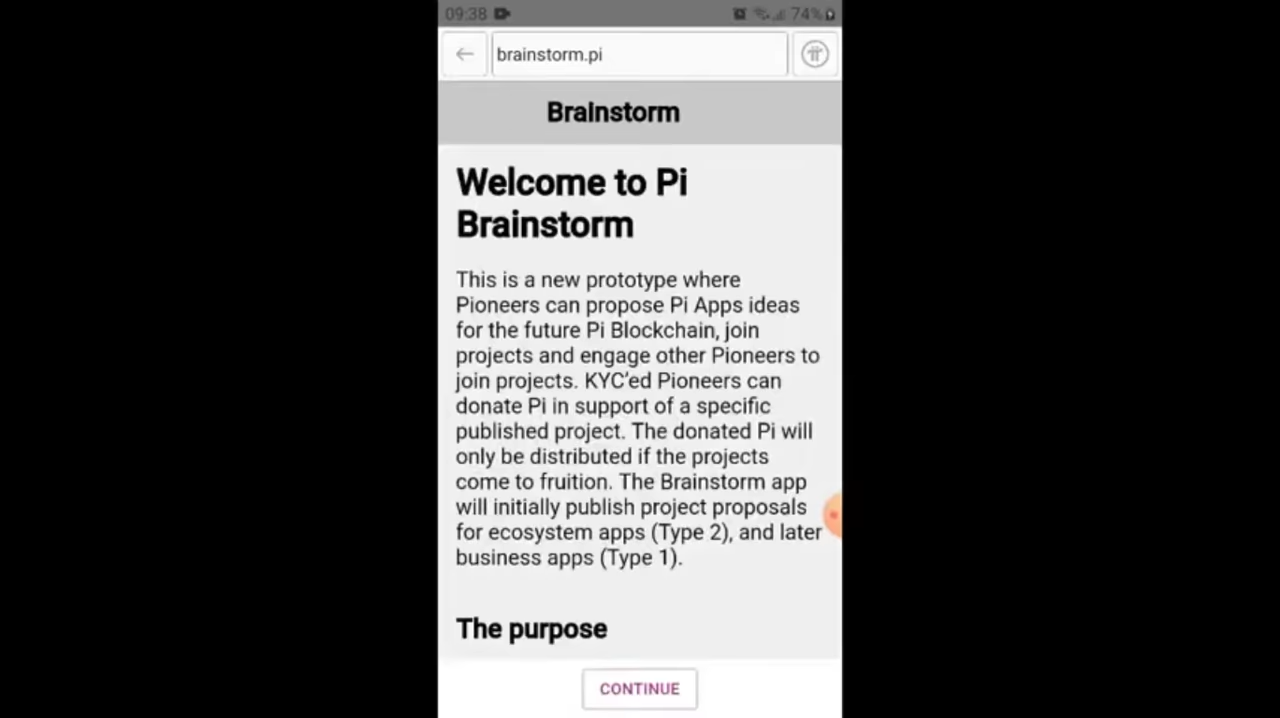 09:38 74%
brainstorm.pi
Brainstorm
Welcome to Pi
Brainstorm
This is a new prototype where
Pioneers can propose Pi Apps ideas
for the future Pi Blockchain, join
projects and engage other Pioneers to
join projects. KYC’ed Pioneers can
donate Pi in support of a specific
published project. The donated Pi will
only be distributed if the projects
come to fruition. The Brainstorm app
will initially publish project proposals
for ecosystem apps (Type 2), and later
business apps (Type 1).
The purpose
CONTINUE